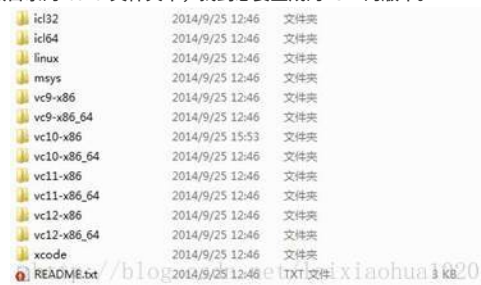 icl32 2014/9/25 12:46 文件夹
icl64 2014/9/25 12:46 文件夹
linux 2014/9/25 12:46 文件夹
msys 2014/9/25 12:46 文件夹
vc9-x86 2014/9/25 12:46 文件夹
vc9-x86_64 2014/9/25 12:46 文件夹
vc10-x86 2014/9/25 15:53 文件夹
vc10-x86_64 2014/9/25 12:46 文件夹
vc11-x86 2014/9/25 12:46 文件夹
vc11-x86_64 2014/9/25 12:46 文件夹
vc12-x86 2014/9/25 12:46 文件夹
vc12-x86_64 2014/9/25 12:46 文件夹
xcode 2014/9/25 12:46 文件夹
README.txt 2014/9/25 12:46 TXT 文件 3 KB